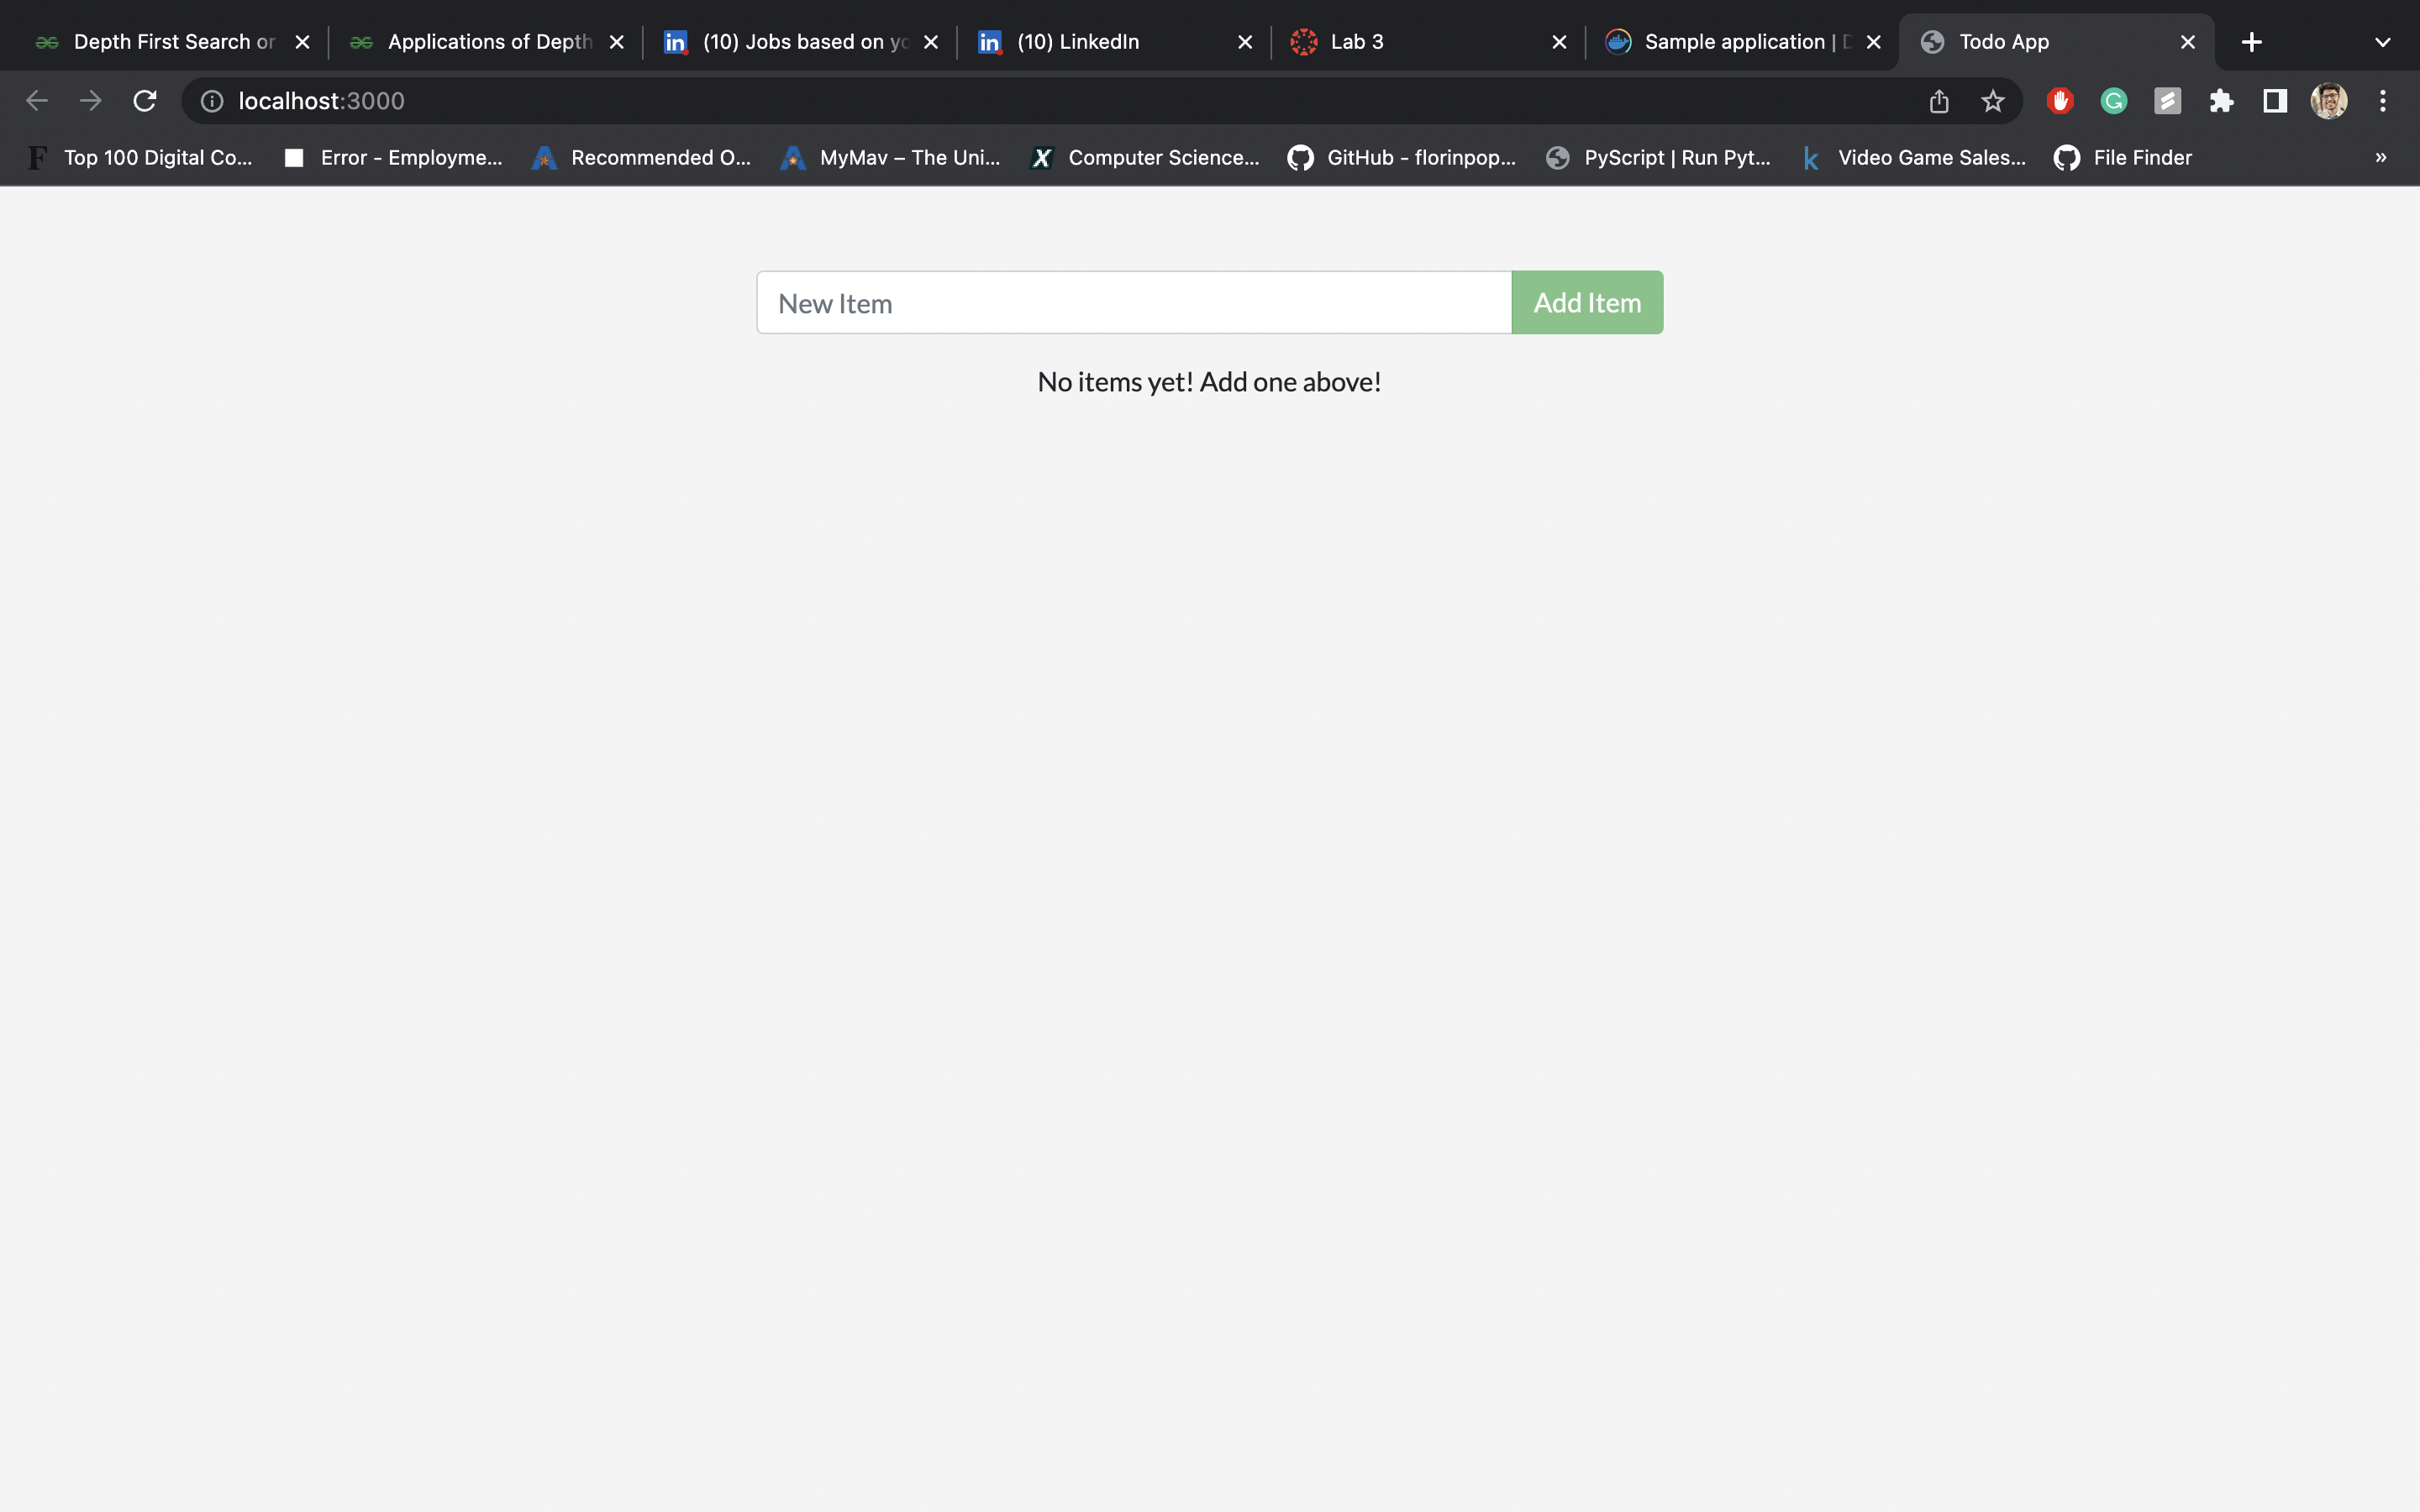 Depth First Search or
Applications of Depth
(10) Jobs based on yo
(10) LinkedIn
Lab 3
Sample application | D
Todo App
localhost:3000
Top 100 Digital Co...
Error - Employme...
Recommended O...
MyMav – The Uni...
Computer Science...
GitHub - florinpop...
PyScript | Run Pyt...
Video Game Sales...
File Finder
New Item
Add Item
No items yet! Add one above!